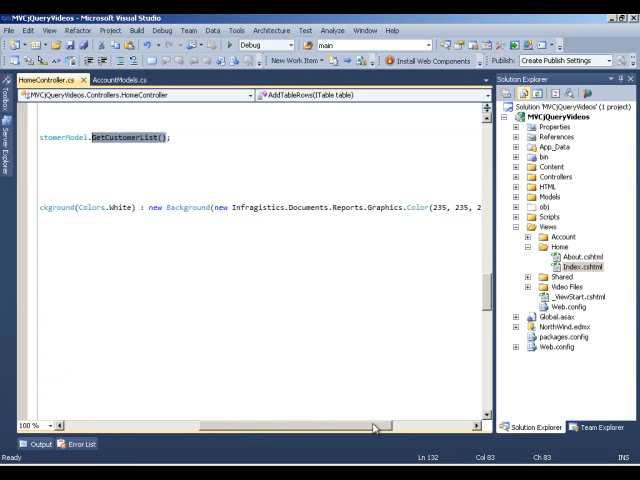 MVCjQueryVideos - Microsoft Visual Studio
File Edit View Refactor Project Build Debug Team Data Tools Architecture Test Analyze Window Help
Debug main
New Work Item Install Web Components Publish: Create Publish Settings
HomeController.cs AccountModels.cs
MVCjQueryVideos.Controllers.HomeController AddTableRows(ITable table)
stomerModel.GetCustomerList();
ckground(Colors.White) : new Background(new Infragistics.Documents.Reports.Graphics.Color(235, 235, 2
100 %
Toolbox
Server Explorer
Solution Explorer
Solution 'MVCjQueryVideos' (1 project)
MVCjQueryVideos
Properties
References
App_Data
bin
Content
Controllers
HTML
Models
obj
Scripts
Views
Account
Home
About.cshtml
Index.cshtml
Shared
Video Files
_ViewStart.cshtml
Web.config
Global.asax
NorthWind.edmx
packages.config
Web.config
Solution Explorer Team Explorer
Output Error List
Ready Ln 132 Col 83 Ch 83 INS